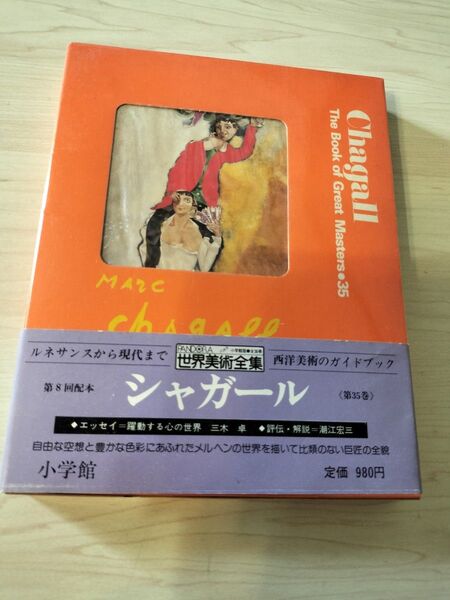 Chagall
The Book of Great Masters●35
MARC
chagall
ルネサンスから現代まで
PANDORA
世界美術全集
西洋美術のガイドブック
第8回配本
シャガール
〈第35巻〉
◆エッセイ=躍動する心の世界 三木 卓 ◆評伝・解説=潮江宏三
自由な空想と豊かな色彩にあふれたメルヘンの世界を描いて比類のない巨匠の全貌
小学館
定価 980円